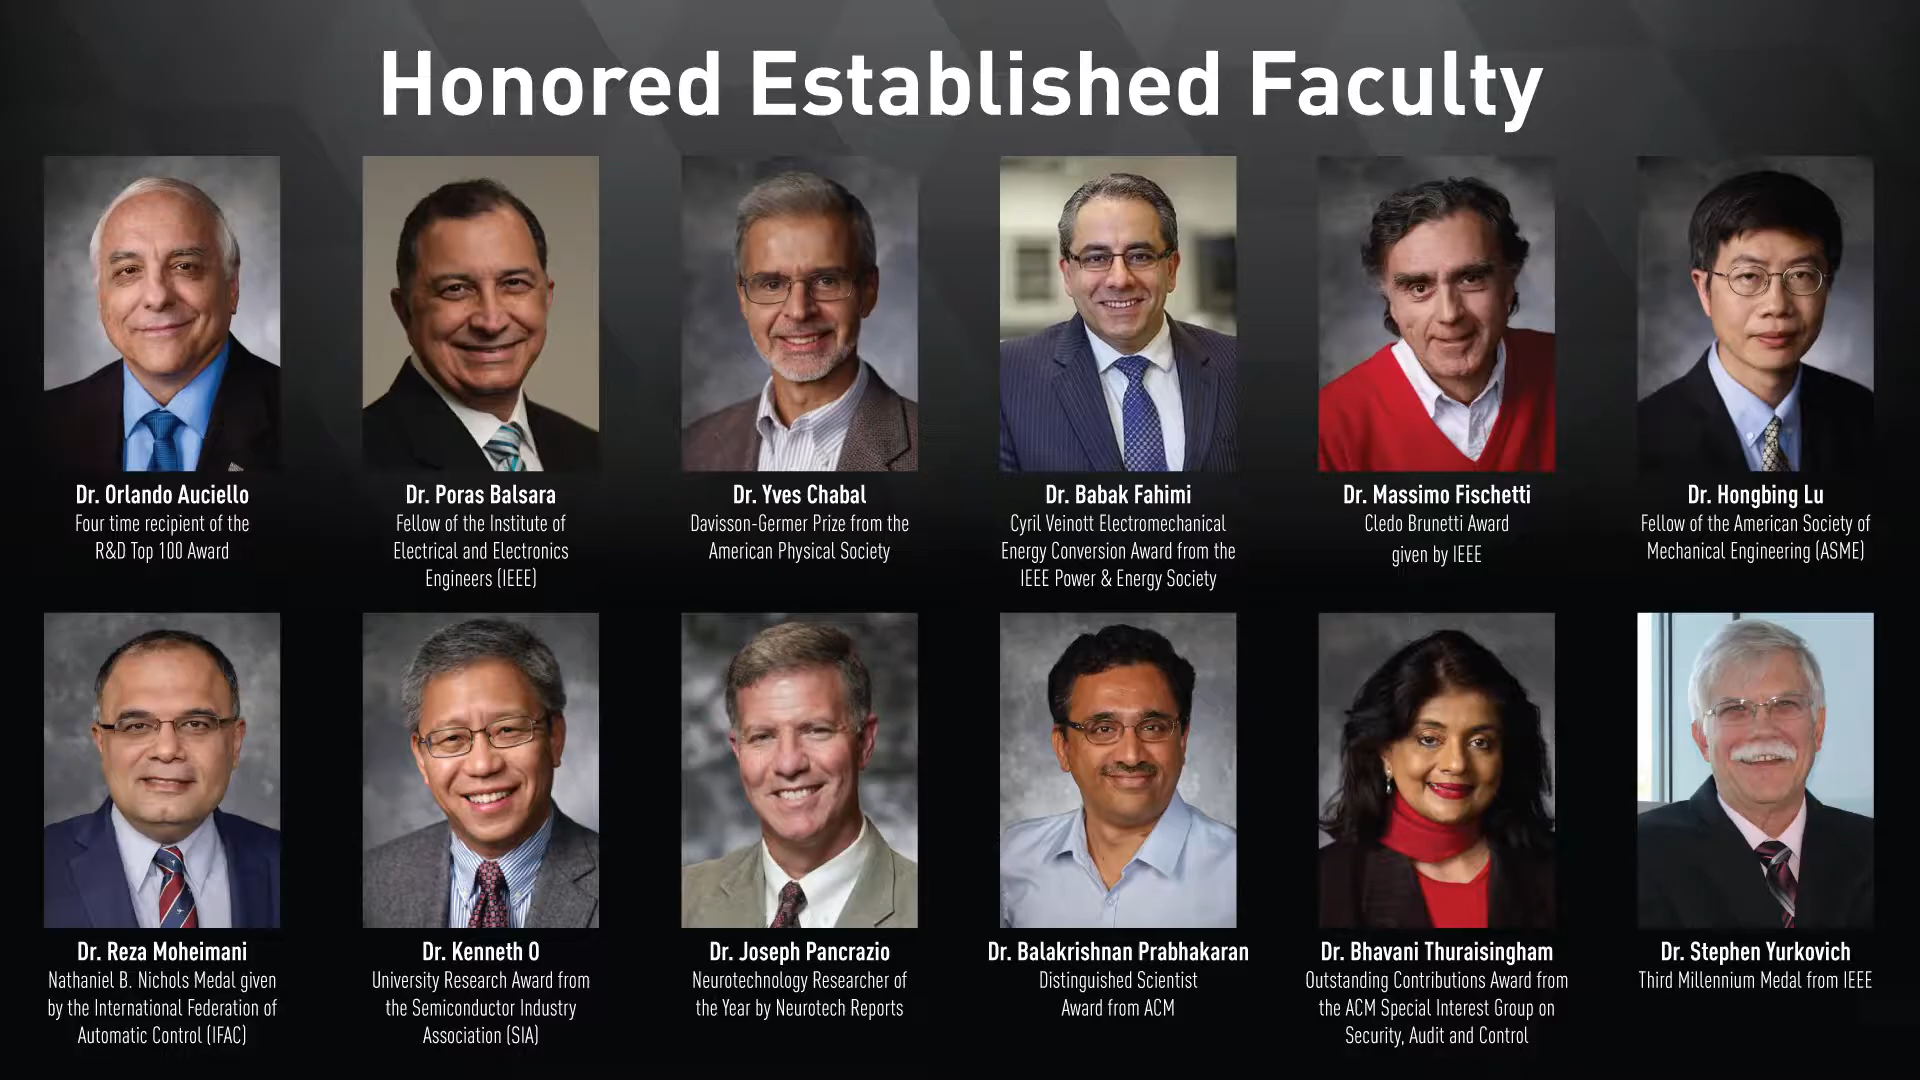 Honored Established Faculty
Dr. Orlando Auciello
Four time recipient of the
R&D Top 100 Award
Dr. Poras Balsara
Fellow of the Institute of
Electrical and Electronics
Engineers (IEEE)
Dr. Yves Chabal
Davisson-Germer Prize from the
American Physical Society
Dr. Babak Fahimi
Cyril Veinott Electromechanical
Energy Conversion Award from the
IEEE Power & Energy Society
Dr. Massimo Fischetti
Cledo Brunetti Award
given by IEEE
Dr. Hongbing Lu
Fellow of the American Society of
Mechanical Engineering (ASME)
Dr. Reza Moheimani
Nathaniel B. Nichols Medal given
by the International Federation of
Automatic Control (IFAC)
Dr. Kenneth O
University Research Award from
the Semiconductor Industry
Association (SIA)
Dr. Joseph Pancrazio
Neurotechnology Researcher of
the Year by Neurotech Reports
Dr. Balakrishnan Prabhakaran
Distinguished Scientist
Award from ACM
Dr. Bhavani Thuraisingham
Outstanding Contributions Award from
the ACM Special Interest Group on
Security, Audit and Control
Dr. Stephen Yurkovich
Third Millennium Medal from IEEE